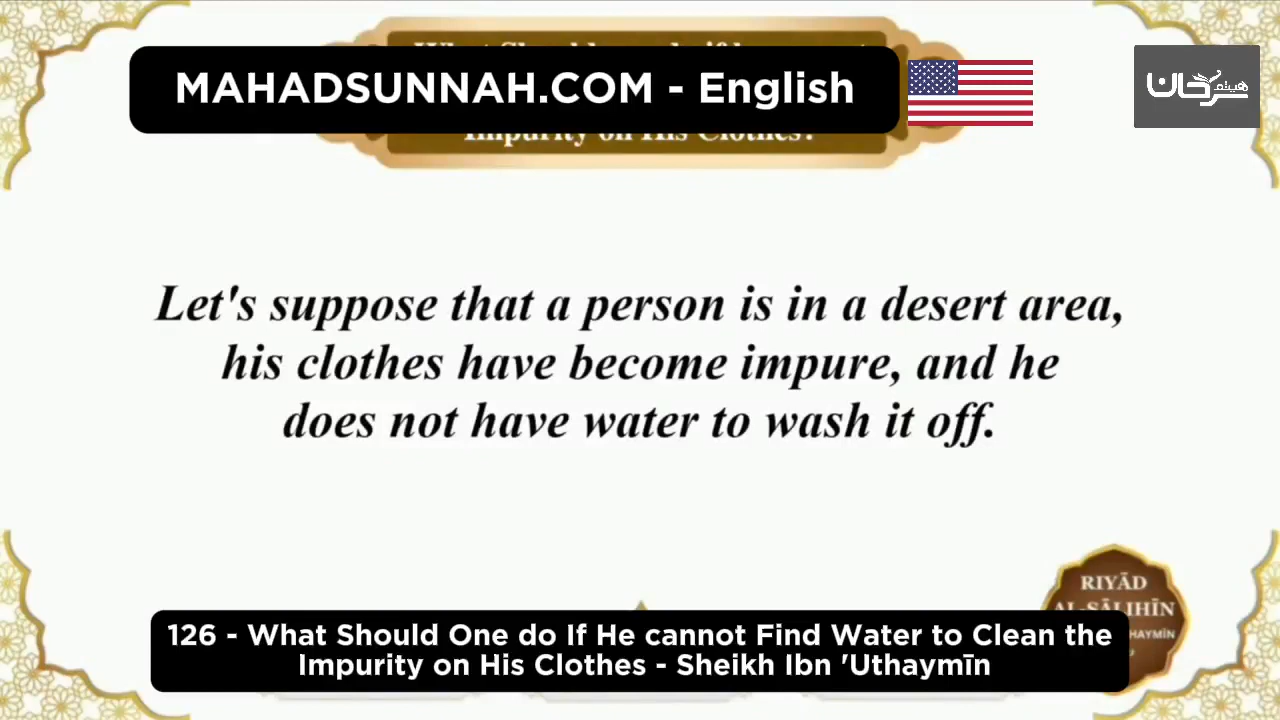 MAHADSUNNAH.COM - English
هيثم سرحان
Impurity on His Clothes?
Let's suppose that a person is in a desert area,
his clothes have become impure, and he
does not have water to wash it off.
RIYĀD
AL-SĀLIHĪN
126 - What Should One do If He cannot Find Water to Clean the
Impurity on His Clothes - Sheikh Ibn 'Uthaymīn